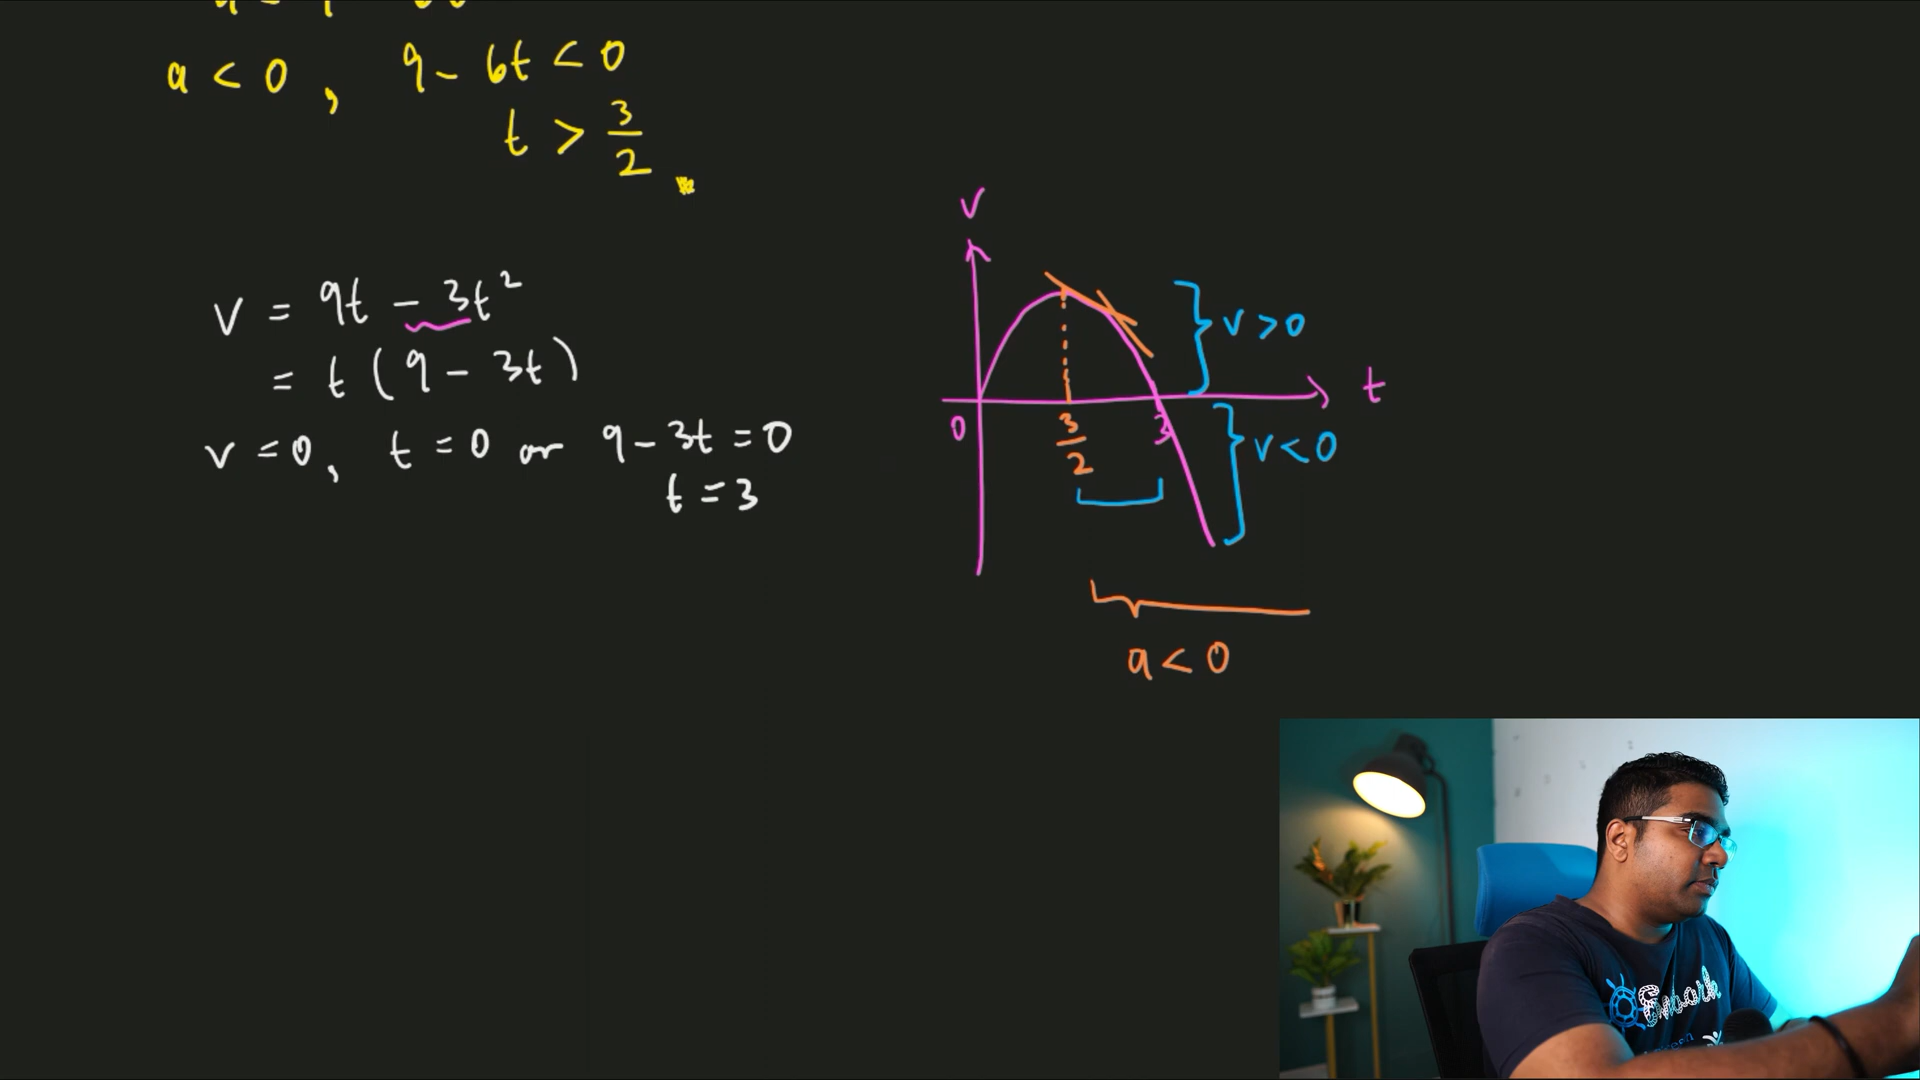 a < 0 , 9 - 6t < 0
t > 3/2
v = 9t - 3t²
= t ( 9 - 3t )
v = 0 , t = 0 or 9 - 3t = 0
t = 3
v
v > 0
t
0
3/2
3
v < 0
a < 0
Embark